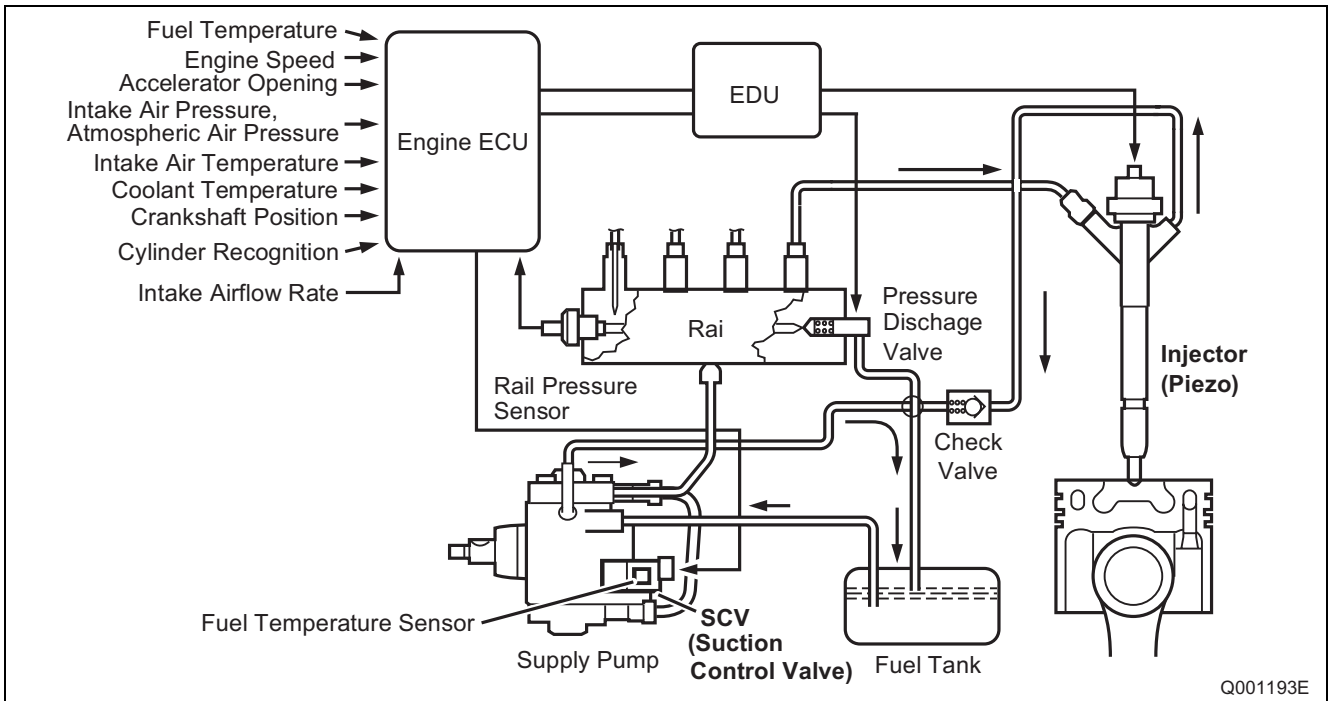 Fuel Temperature
Engine Speed
Accelerator Opening
Intake Air Pressure,
Atmospheric Air Pressure
Intake Air Temperature
Coolant Temperature
Crankshaft Position
Cylinder Recognition
Intake Airflow Rate
Engine ECU
EDU
Rai
Pressure
Dischage
Valve
Injector
(Piezo)
Rail Pressure
Sensor
Check
Valve
Fuel Temperature Sensor
SCV
(Suction
Control Valve)
Supply Pump
Fuel Tank
Q001193E